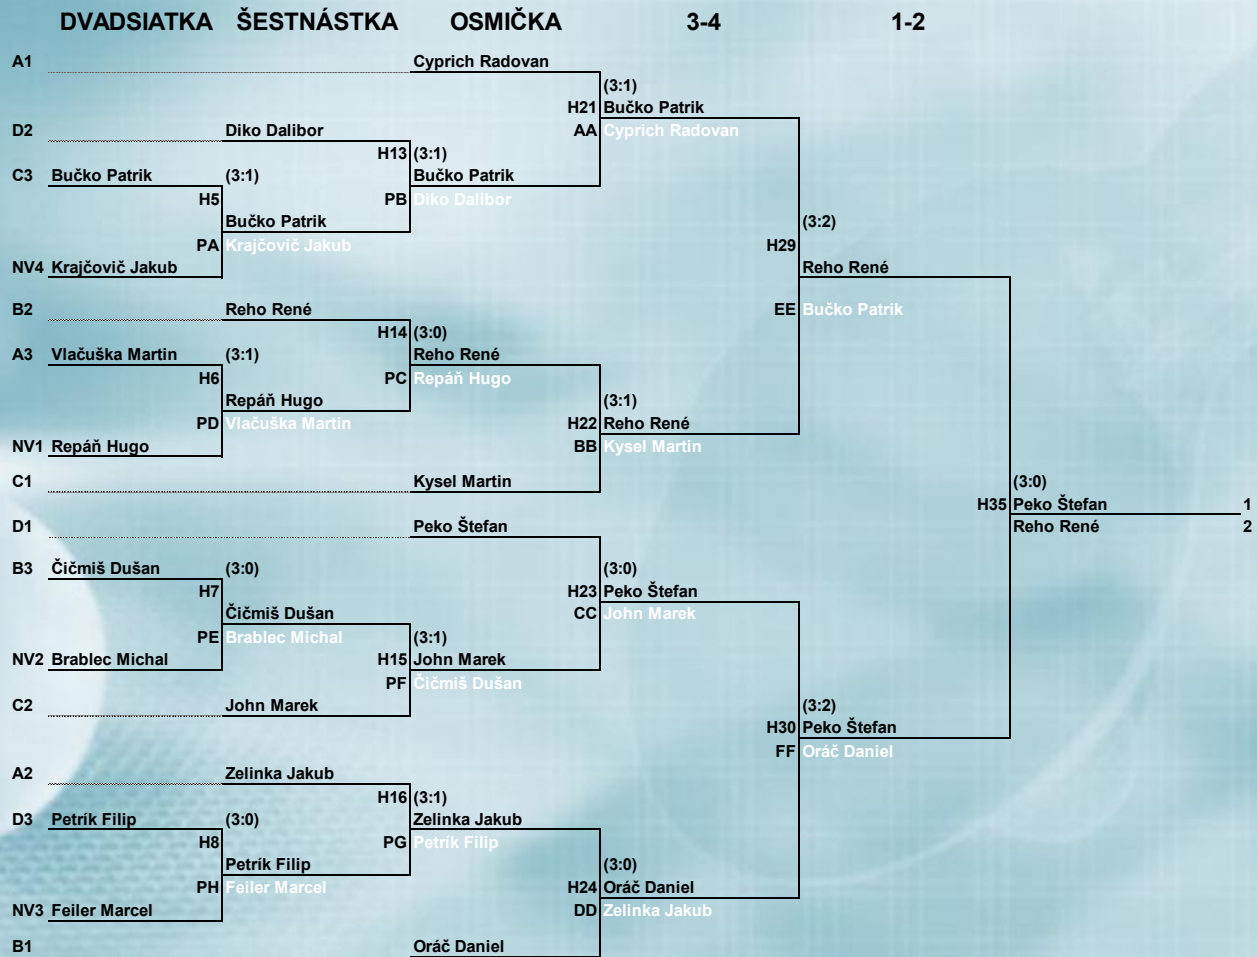 DVADSIATKA ŠESTNÁSTKA OSMIČKA 3-4 1-2
A1 Cyprich Radovan
(3:1)
H21 Bučko Patrik
D2 Diko Dalibor AA Cyprich Radovan
H13 (3:1)
C3 Bučko Patrik (3:1) Bučko Patrik
H5 PB Diko Dalibor
Bučko Patrik (3:2)
PA Krajčovič Jakub H29
NV4 Krajčovič Jakub Reho René
B2 Reho René EE Bučko Patrik
H14 (3:0)
A3 Vlačuška Martin (3:1) Reho René
H6 PC Repáň Hugo
Repáň Hugo (3:1)
PD Vlačuška Martin H22 Reho René
NV1 Repáň Hugo BB Kysel Martin
C1 Kysel Martin (3:0)
H35 Peko Štefan 1
D1 Peko Štefan Reho René 2
B3 Čičmiš Dušan (3:0) (3:0)
H7 H23 Peko Štefan
Čičmiš Dušan CC John Marek
PE Brablec Michal (3:1)
NV2 Brablec Michal H15 John Marek
PF Čičmiš Dušan
C2 John Marek (3:2)
H30 Peko Štefan
FF Oráč Daniel
A2 Zelinka Jakub
H16 (3:1)
D3 Petrík Filip (3:0) Zelinka Jakub
H8 PG Petrík Filip
Petrík Filip (3:0)
PH Feiler Marcel H24 Oráč Daniel
NV3 Feiler Marcel DD Zelinka Jakub
B1 Oráč Daniel